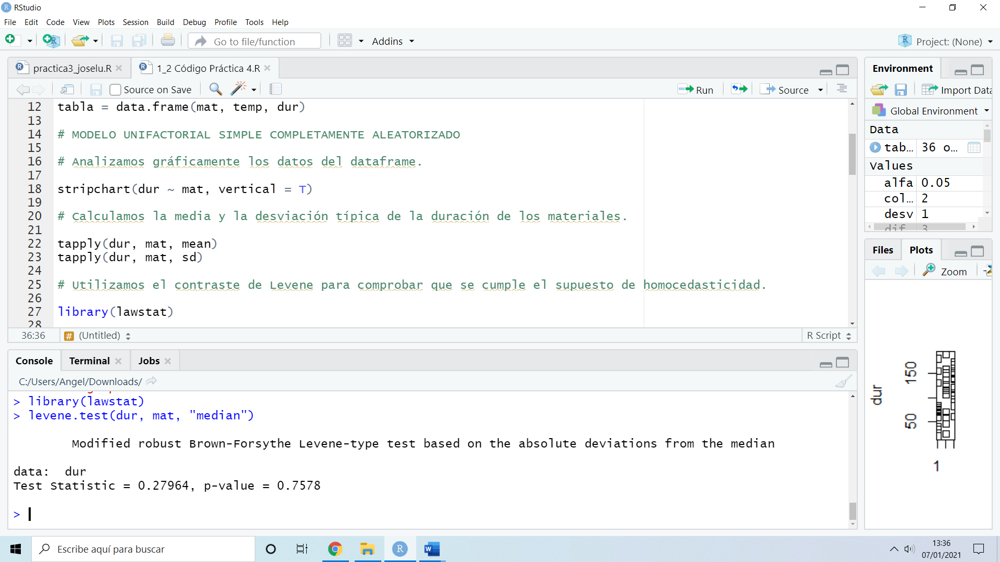 RStudio
File Edit Code View Plots Session Build Debug Profile Tools Help
Go to file/function Addins Project: (None)
practica3_joselu.R 1_2 Código Práctica 4.R
Source on Save Run Source
12 tabla = data.frame(mat, temp, dur)
13
14 # MODELO UNIFACTORIAL SIMPLE COMPLETAMENTE ALEATORIZADO
15
16 # Analizamos gráficamente los datos del dataframe.
17
18 stripchart(dur ~ mat, vertical = T)
19
20 # Calculamos la media y la desviación típica de la duración de los materiales.
21
22 tapply(dur, mat, mean)
23 tapply(dur, mat, sd)
24
25 # Utilizamos el contraste de Levene para comprobar que se cumple el supuesto de homocedasticidad.
26
27 library(lawstat)
28
36:36 (Untitled) R Script
Console Terminal Jobs
C:/Users/Angel/Downloads/
> library(lawstat)
> levene.test(dur, mat, "median")
Modified robust Brown-Forsythe Levene-type test based on the absolute deviations from the median
data: dur
Test Statistic = 0.27964, p-value = 0.7578
>
Environment
Import Data
Global Environment
Data
tab... 36 o...
Values
alfa 0.05
col... 2
desv 1
dif 3
Files Plots
Zoom
dur
150
50
1
Escribe aquí para buscar
13:36
07/01/2021